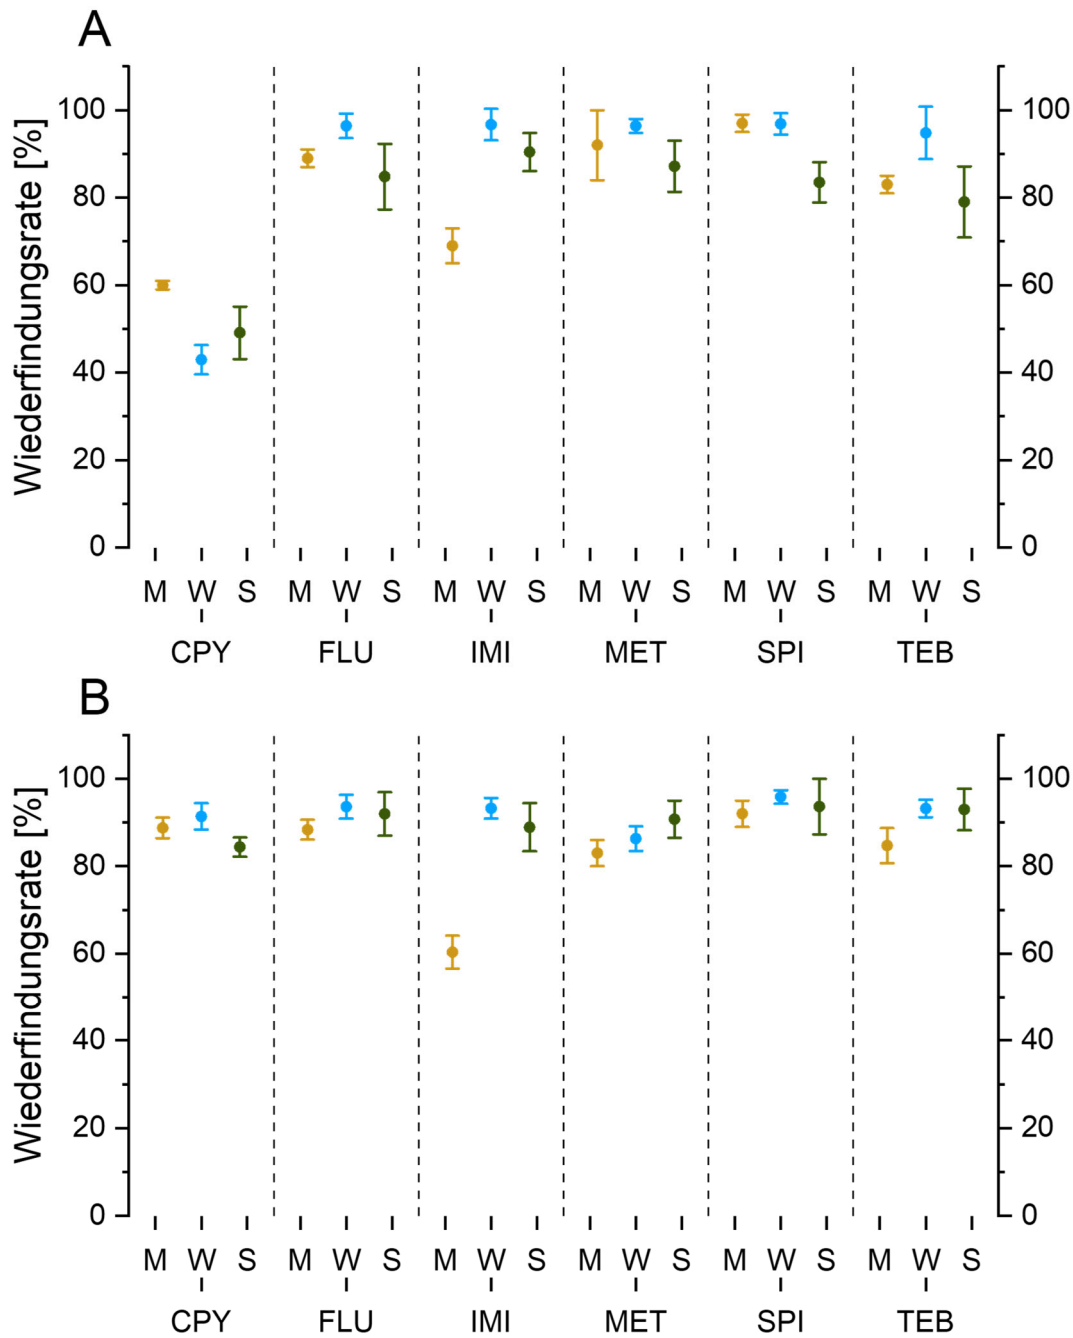 A
Wiederfindungsrate [%]
100 100
80 80
60 60
40 40
20 20
0 0
M W S M W S M W S M W S M W S M W S
CPY FLU IMI MET SPI TEB
B
Wiederfindungsrate [%]
100 100
80 80
60 60
40 40
20 20
0 0
M W S M W S M W S M W S M W S M W S
CPY FLU IMI MET SPI TEB